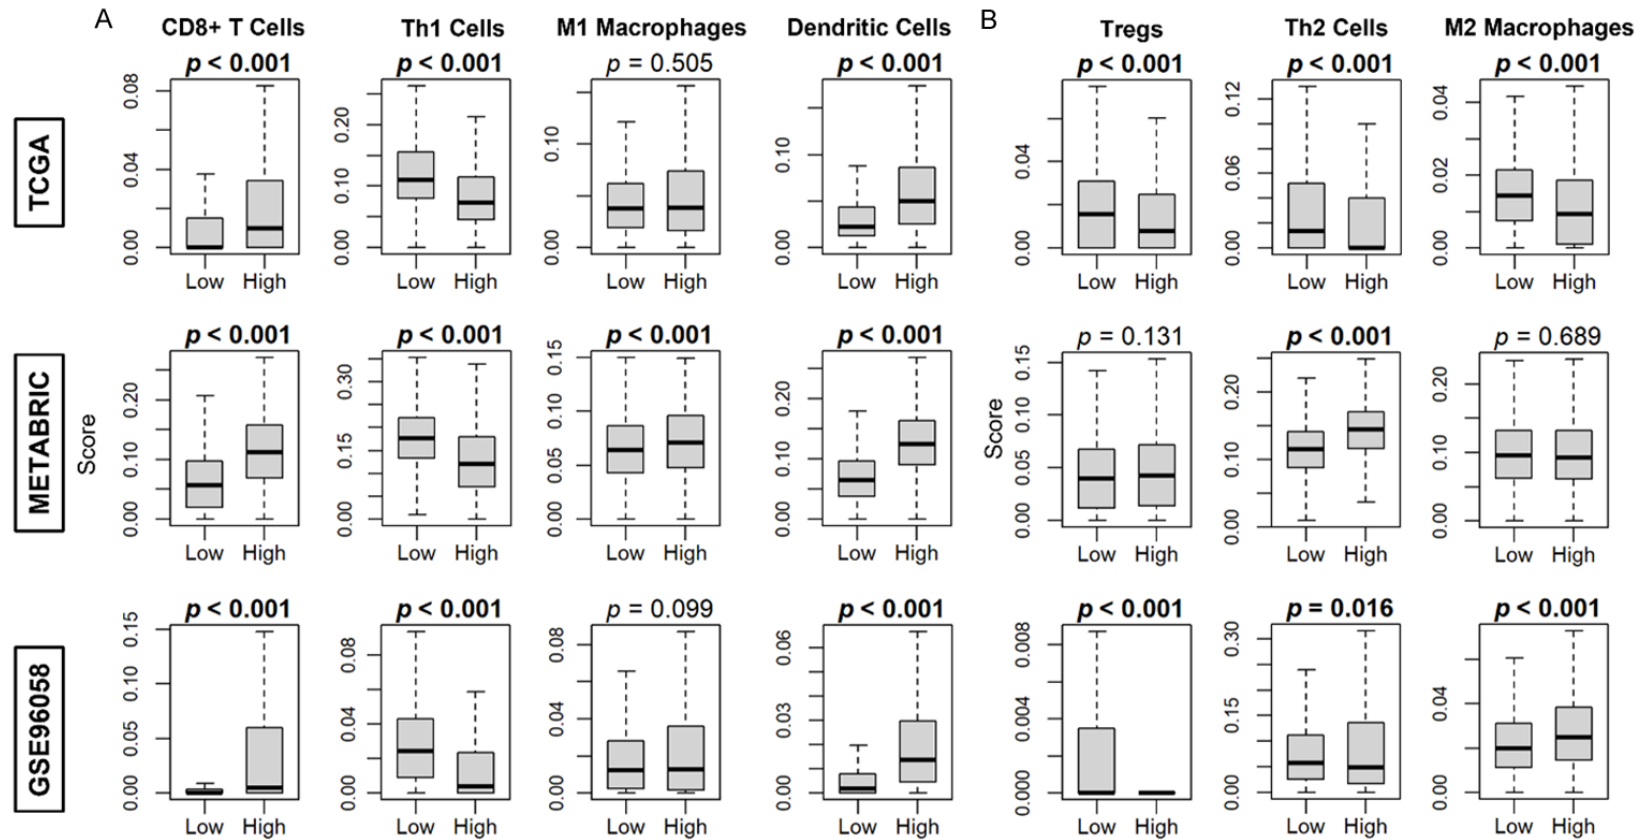 A
B
CD8+ T Cells Th1 Cells M1 Macrophages Dendritic Cells Tregs Th2 Cells M2 Macrophages
p < 0.001 p < 0.001 p = 0.505 p < 0.001 p < 0.001 p < 0.001 p < 0.001
TCGA
0.00 0.04 0.08
0.00 0.10 0.20
0.00 0.10
0.00 0.10
0.00 0.04
0.00 0.06 0.12
0.00 0.02 0.04
Low High Low High Low High Low High Low High Low High Low High
p < 0.001 p < 0.001 p < 0.001 p < 0.001 p = 0.131 p < 0.001 p = 0.689
METABRIC
Score
0.00 0.10 0.20
0.00 0.15 0.30
0.00 0.05 0.10 0.15
0.00 0.10 0.20
Score
0.00 0.05 0.10 0.15
0.00 0.10 0.20
0.00 0.10 0.20
Low High Low High Low High Low High Low High Low High Low High
p < 0.001 p < 0.001 p = 0.099 p < 0.001 p < 0.001 p = 0.016 p < 0.001
GSE96058
0.00 0.05 0.10 0.15
0.00 0.04 0.08
0.00 0.04 0.08
0.00 0.03 0.06
0.000 0.004 0.008
0.00 0.15 0.30
0.00 0.04
Low High Low High Low High Low High Low High Low High Low High